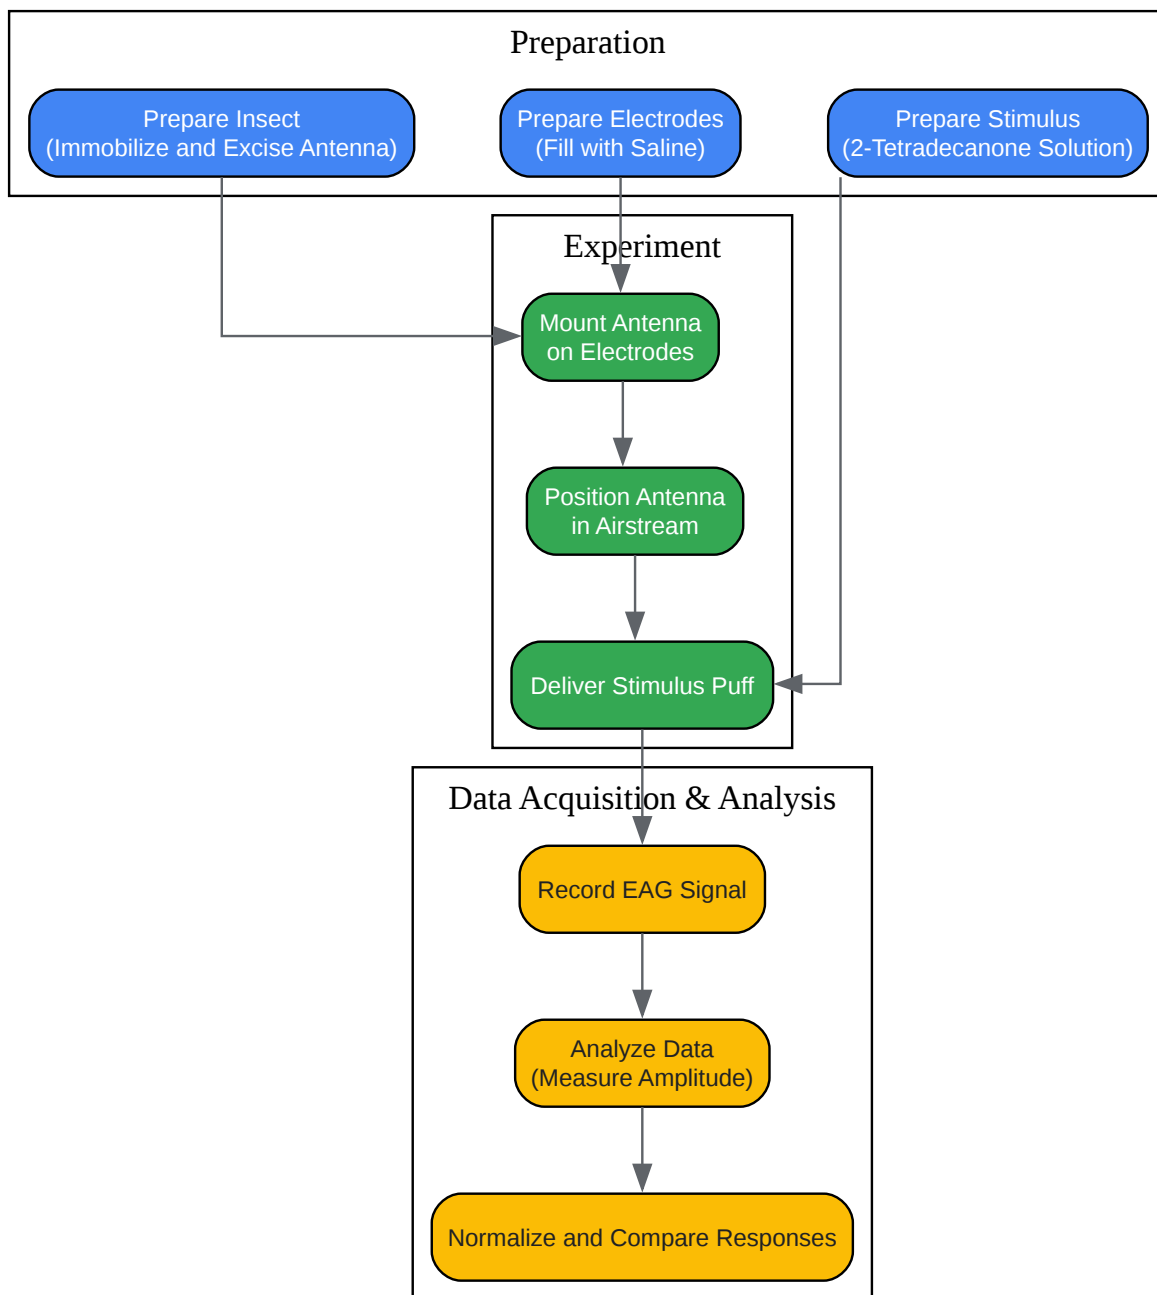 Preparation
Prepare Insect
(Immobilize and Excise Antenna)
Prepare Electrodes
(Fill with Saline)
Prepare Stimulus
(2-Tetradecanone Solution)
Experiment
Mount Antenna
on Electrodes
Position Antenna
in Airstream
Deliver Stimulus Puff
Data Acquisition & Analysis
Record EAG Signal
Analyze Data
(Measure Amplitude)
Normalize and Compare Responses